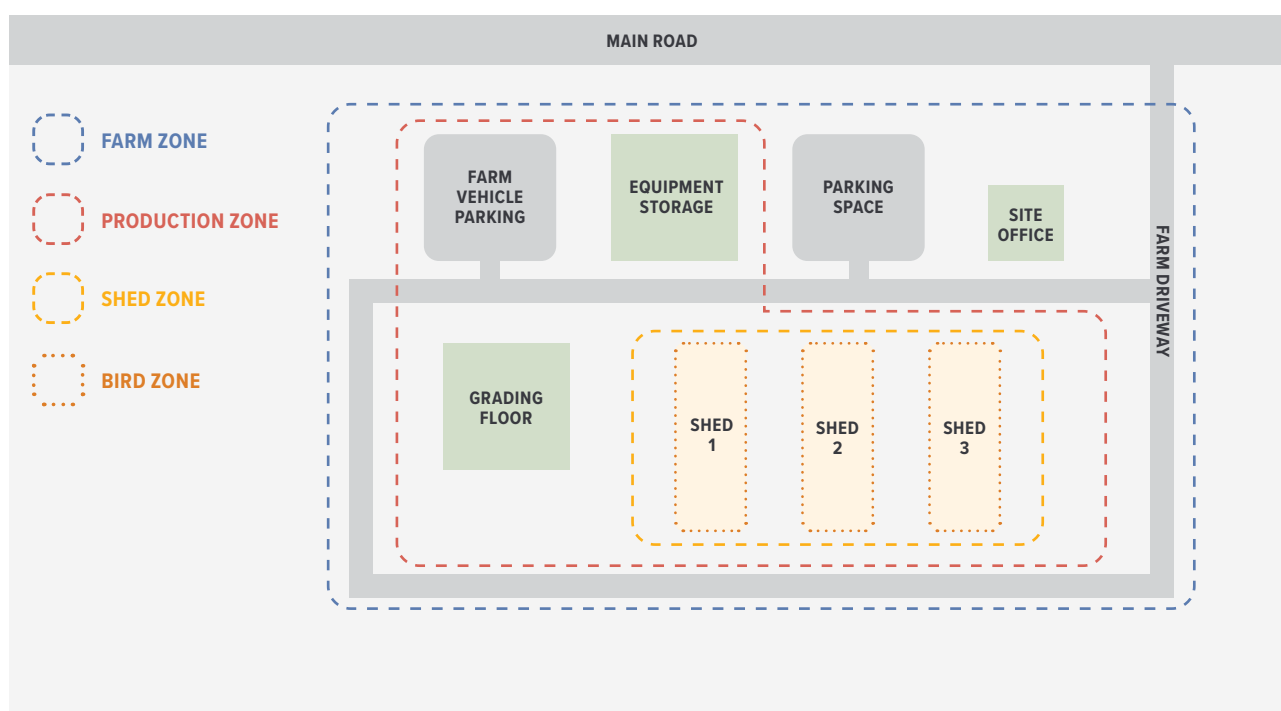 MAIN ROAD
FARM ZONE
PRODUCTION ZONE
SHED ZONE
BIRD ZONE
FARM
VEHICLE
PARKING
EQUIPMENT
STORAGE
PARKING
SPACE
SITE
OFFICE
FARM DRIVEWAY
GRADING
FLOOR
SHED
1
SHED
2
SHED
3